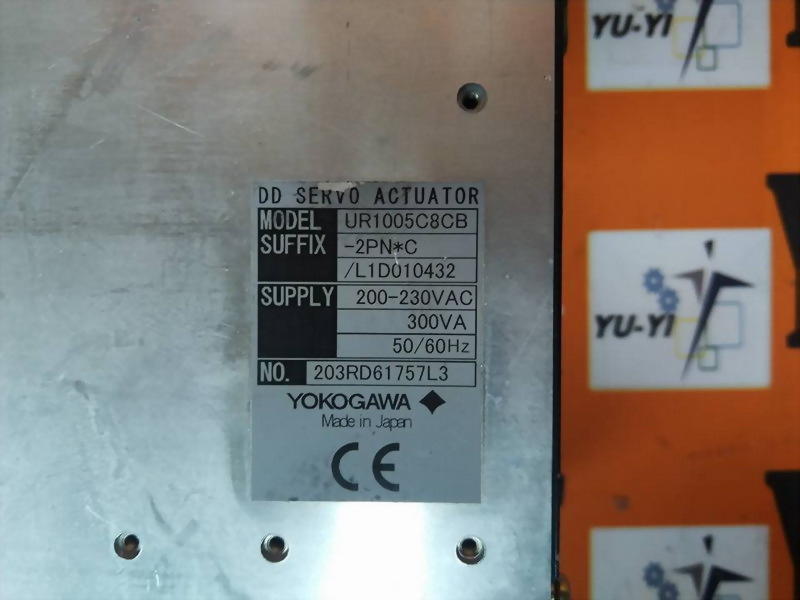 DD SERVO ACTUATOR
MODEL UR1005C8CB
SUFFIX -2PN*C
/L1D010432
SUPPLY 200-230VAC
300VA
50/60Hz
NO. 203RD61757L3
YOKOGAWA
Made in Japan
CE
YU-YI
YU-YI